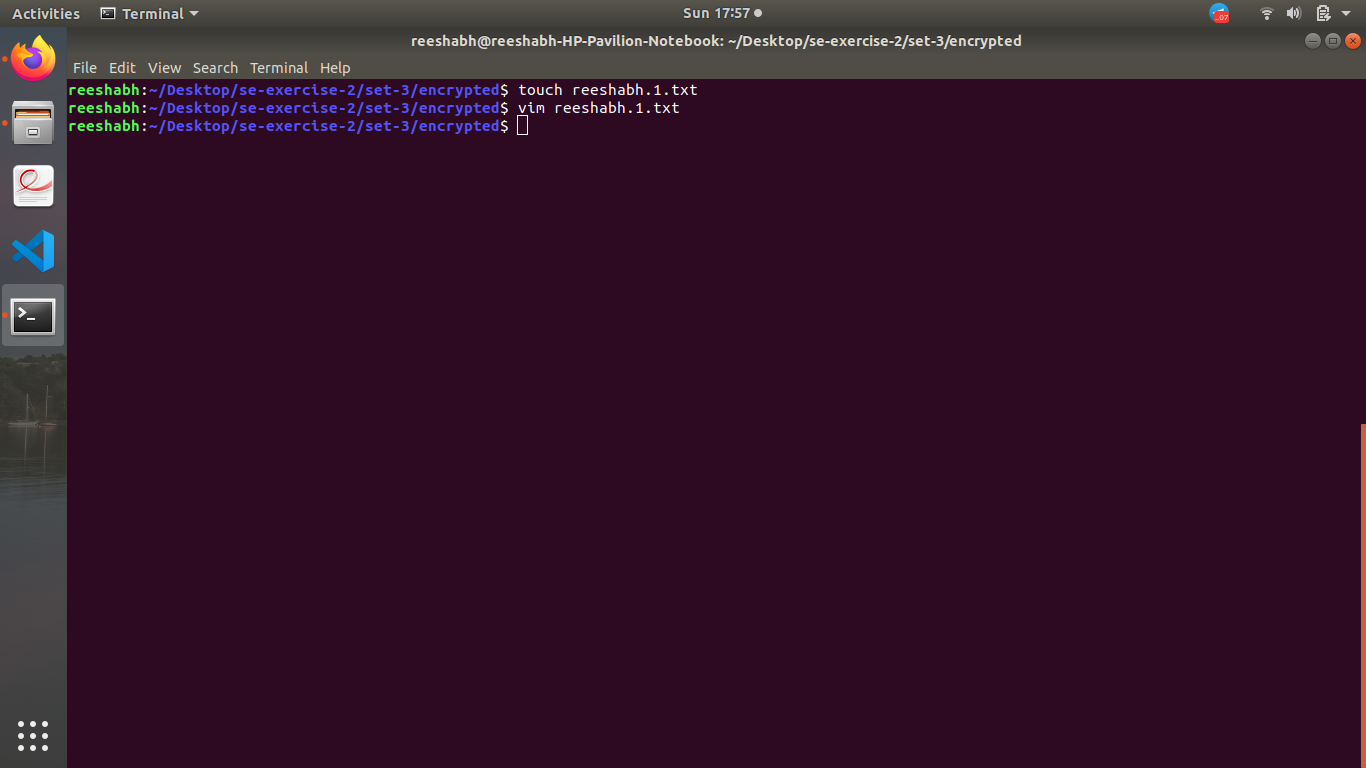 Activities Terminal Sun 17:57
reeshabh@reeshabh-HP-Pavilion-Notebook: ~/Desktop/se-exercise-2/set-3/encrypted
File Edit View Search Terminal Help
reeshabh:~/Desktop/se-exercise-2/set-3/encrypted$ touch reeshabh.1.txt
reeshabh:~/Desktop/se-exercise-2/set-3/encrypted$ vim reeshabh.1.txt
reeshabh:~/Desktop/se-exercise-2/set-3/encrypted$